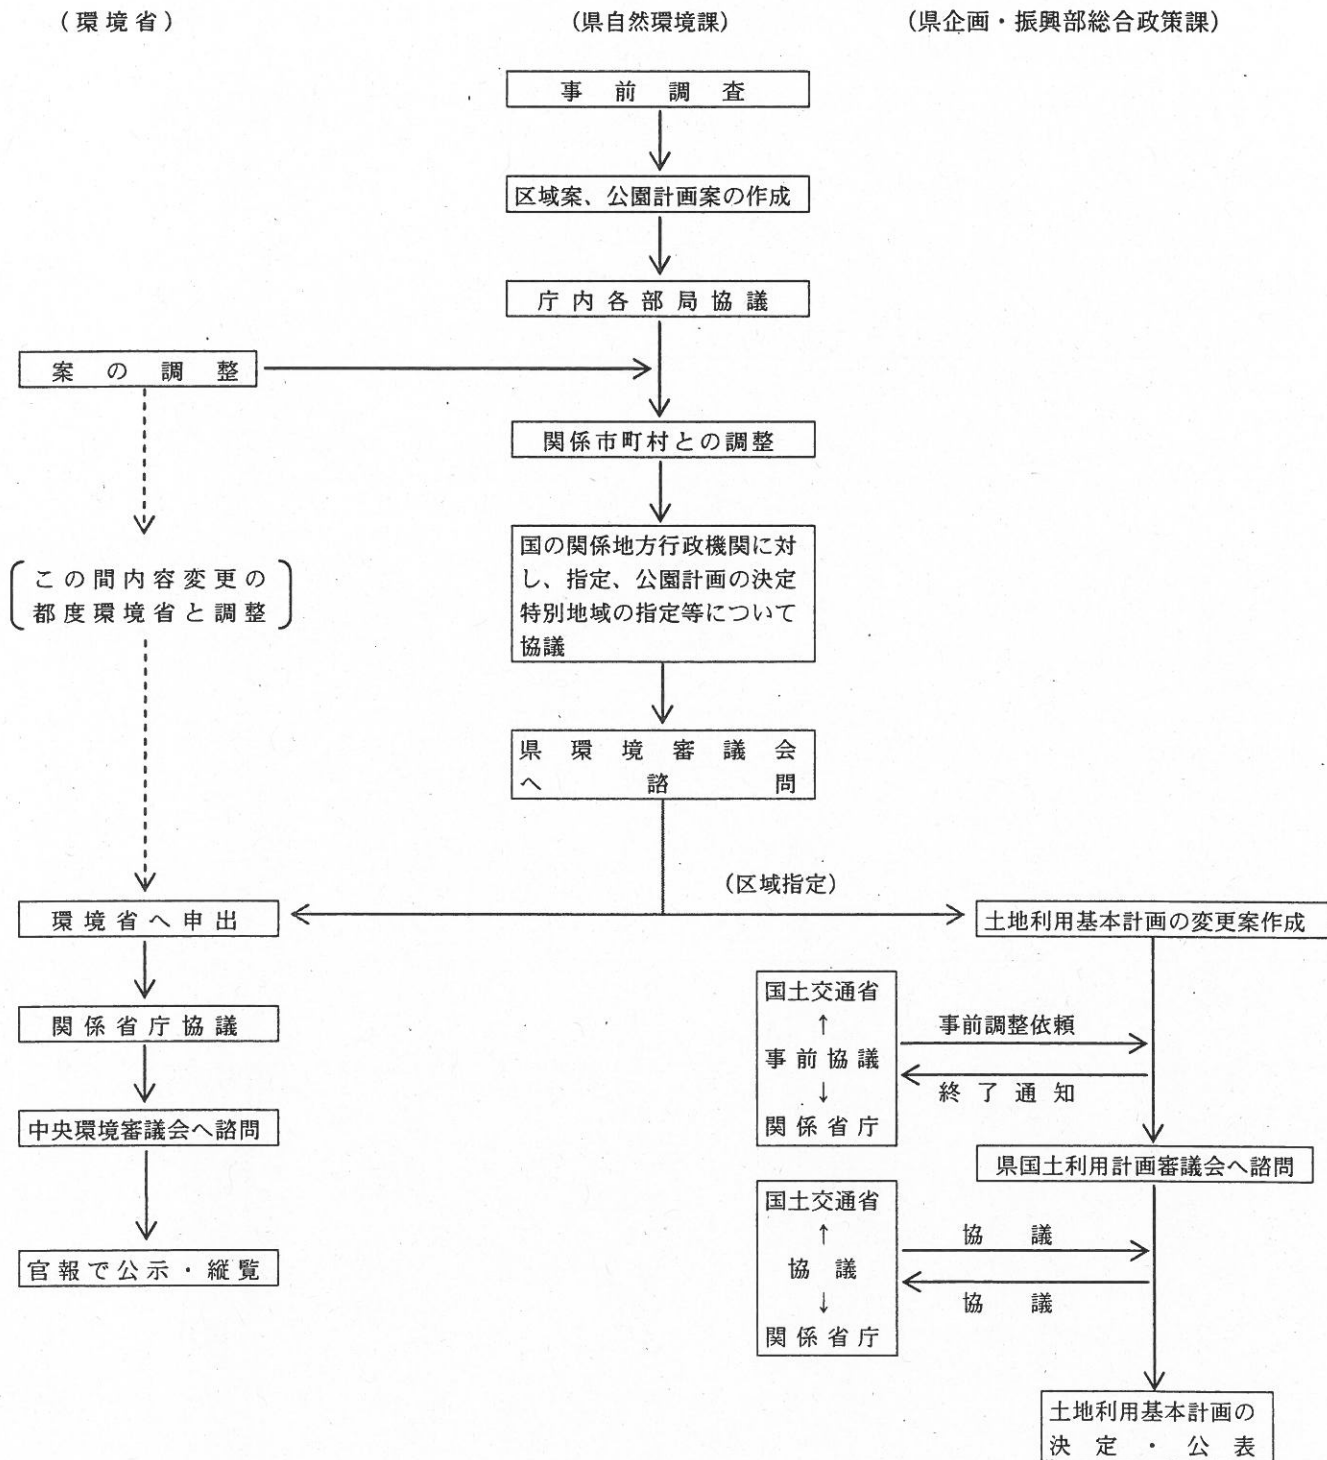 (環境省)
(県自然環境課)
(県企画・振興部総合政策課)
事前調査
区域案、公園計画案の作成
庁内各部局協議
案の調整
関係市町村との調整
国の関係地方行政機関に対
し、指定、公園計画の決定
特別地域の指定等について
協議
この間内容変更の
都度環境省と調整
県環境審議会
へ諮問
(区域指定)
環境省へ申出
土地利用基本計画の変更案作成
関係省庁協議
中央環境審議会へ諮問
官報で公示・縦覧
国土交通省
↑
事前協議
↓
関係省庁
事前調整依頼
終了通知
県国土利用計画審議会へ諮問
国土交通省
↑
協議
↓
関係省庁
協議
協議
土地利用基本計画の
決定・公表